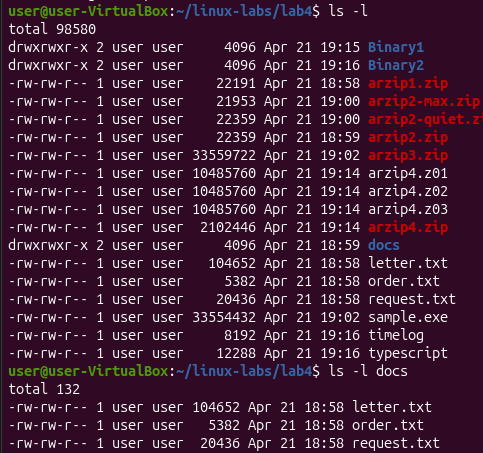 user@user-VirtualBox:~/linux-labs/lab4$ ls -l
total 98580
drwxrwxr-x 2 user user     4096 Apr 21 19:15 Binary1
drwxrwxr-x 2 user user     4096 Apr 21 19:16 Binary2
-rw-rw-r-- 1 user user    22191 Apr 21 18:58 arzip1.zip
-rw-rw-r-- 1 user user    21953 Apr 21 19:00 arzip2-max.zip
-rw-rw-r-- 1 user user    22359 Apr 21 19:00 arzip2-quiet.z
-rw-rw-r-- 1 user user    22359 Apr 21 18:59 arzip2.zip
-rw-rw-r-- 1 user user 33559722 Apr 21 19:02 arzip3.zip
-rw-rw-r-- 1 user user 10485760 Apr 21 19:14 arzip4.z01
-rw-rw-r-- 1 user user 10485760 Apr 21 19:14 arzip4.z02
-rw-rw-r-- 1 user user 10485760 Apr 21 19:14 arzip4.z03
-rw-rw-r-- 1 user user  2102446 Apr 21 19:14 arzip4.zip
drwxrwxr-x 2 user user     4096 Apr 21 18:59 docs
-rw-rw-r-- 1 user user   104652 Apr 21 18:58 letter.txt
-rw-rw-r-- 1 user user     5382 Apr 21 18:58 order.txt
-rw-rw-r-- 1 user user    20436 Apr 21 18:58 request.txt
-rw-rw-r-- 1 user user 33554432 Apr 21 19:02 sample.exe
-rw-rw-r-- 1 user user     8192 Apr 21 19:16 timelog
-rw-rw-r-- 1 user user    12288 Apr 21 19:16 typescript
user@user-VirtualBox:~/linux-labs/lab4$ ls -l docs
total 132
-rw-rw-r-- 1 user user 104652 Apr 21 18:58 letter.txt
-rw-rw-r-- 1 user user   5382 Apr 21 18:58 order.txt
-rw-rw-r-- 1 user user  20436 Apr 21 18:58 request.txt